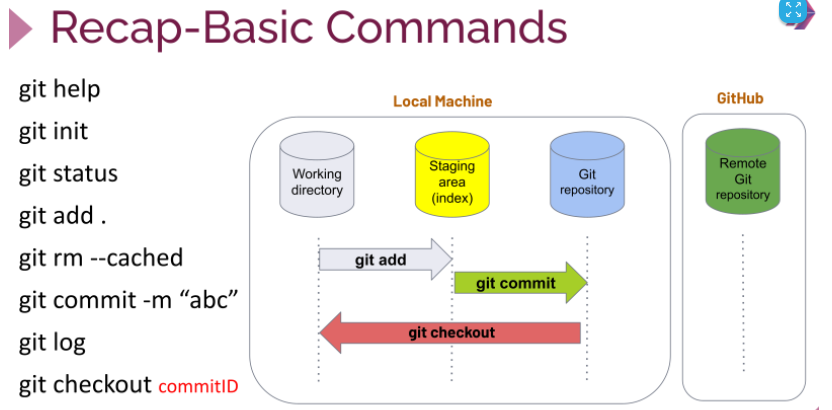 Recap-Basic Commands
git help
git init
git status
git add .
git rm --cached
git commit -m “abc”
git log
git checkout commitID
Local Machine
GitHub
Working
directory
Staging
area
(index)
Git
repository
Remote
Git
repository
git add
git commit
git checkout